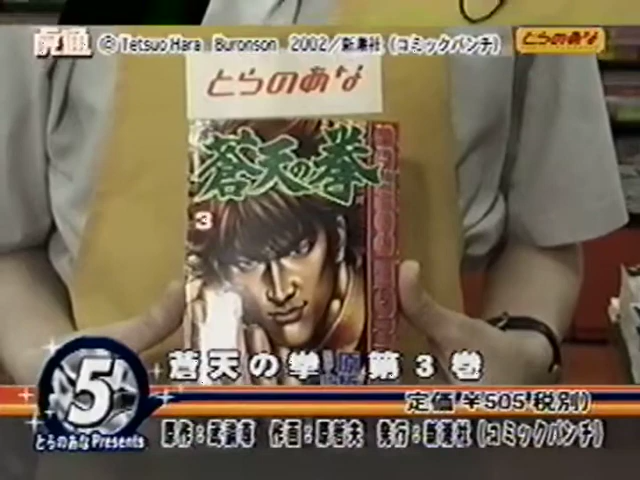 虎通 © Tetsuo Hara Buronson 2002／新潮社 (コミックバンチ) とらのあな
とらのあな
蒼天の拳
3
蒼天の拳 第3巻
5
定価 ¥505 税別)
とらのあな Presents
原作:武論尊 作画:原哲夫 発行:新潮社 (コミックバンチ)